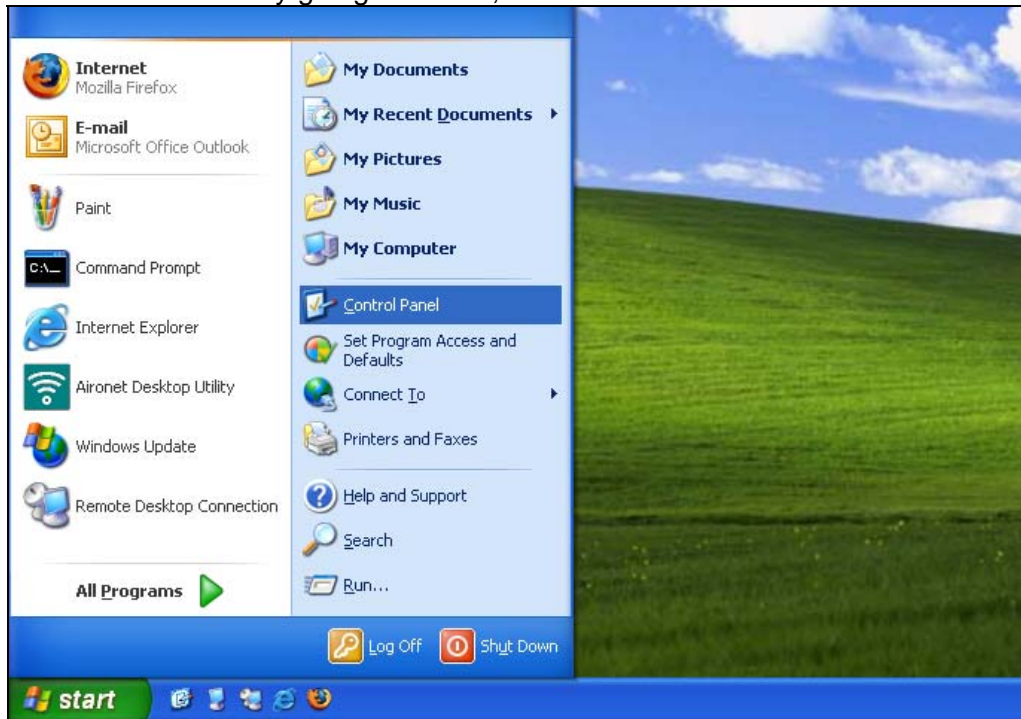 Internet
Mozilla Firefox
E-mail
Microsoft Office Outlook
Paint
C:\_
Command Prompt
Internet Explorer
Aironet Desktop Utility
Windows Update
Remote Desktop Connection
All Programs
My Documents
My Recent Documents
My Pictures
My Music
My Computer
Control Panel
Set Program Access and
Defaults
Connect To
Printers and Faxes
Help and Support
Search
Run...
Log Off
Shut Down
start